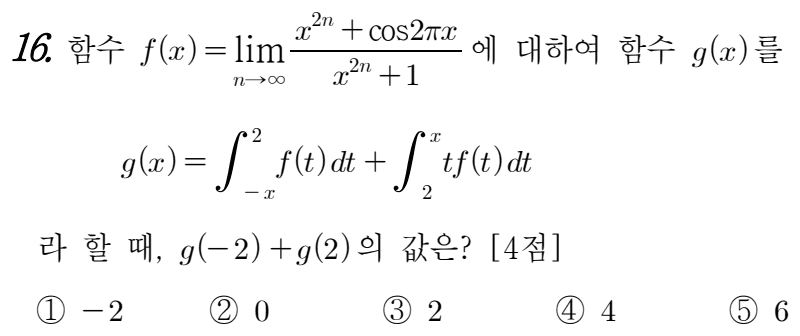 16. 함수 f(x) = lim_{n→∞} \frac{x^{2n} + cos2πx}{x^{2n} + 1} 에 대하여 함수 g(x)를
g(x) = ∫_{-x}^{2} f(t)dt + ∫_{2}^{x} tf(t)dt
라 할 때, g(-2) + g(2)의 값은? [4점]
① -2 ② 0 ③ 2 ④ 4 ⑤ 6